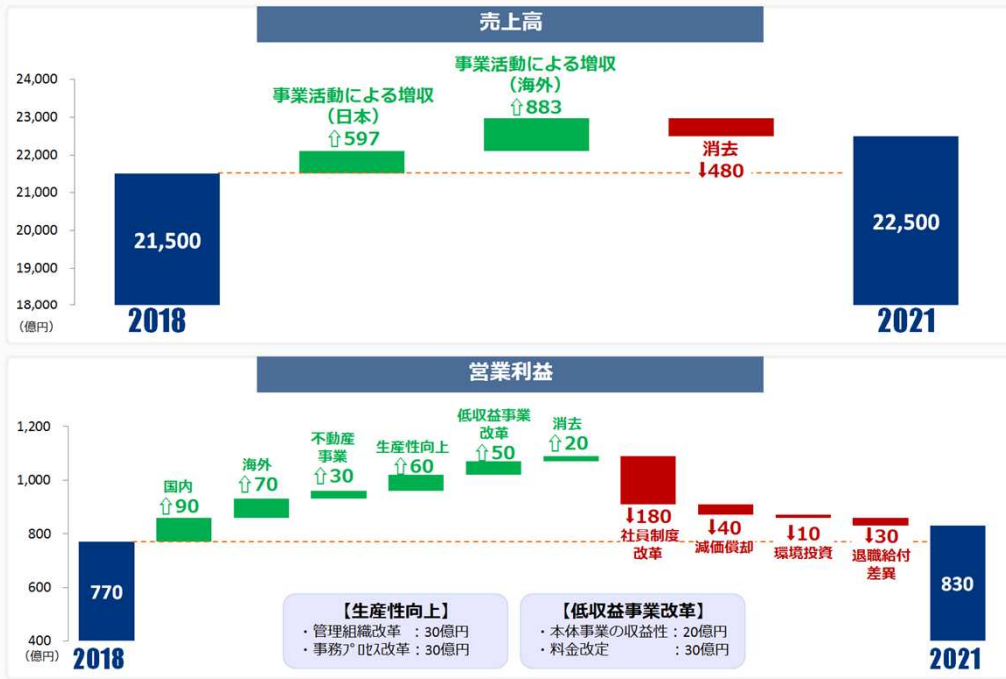 売上高
24,000
23,000
22,000
21,000
20,000
19,000
18,000
（億円）
21,500
2018
事業活動による増収
（日本）
⇧597
事業活動による増収
（海外）
⇧883
消去
⬇480
22,500
2021
営業利益
1,200
1,000
800
600
400
（億円）
770
2018
国内
⇧90
海外
⇧70
不動産
事業
⇧30
生産性向上
⇧60
低収益事業
改革
⇧50
消去
⇧20
⬇180
社員制度
改革
⬇40
減価償却
⬇10
環境投資
⬇30
退職給付
差異
830
2021
【生産性向上】
・管理組織改革 ：30億円
・事務ﾌﾟﾛｾｽ改革：30億円
【低収益事業改革】
・本体事業の収益性：20億円
・料金改定 ：30億円